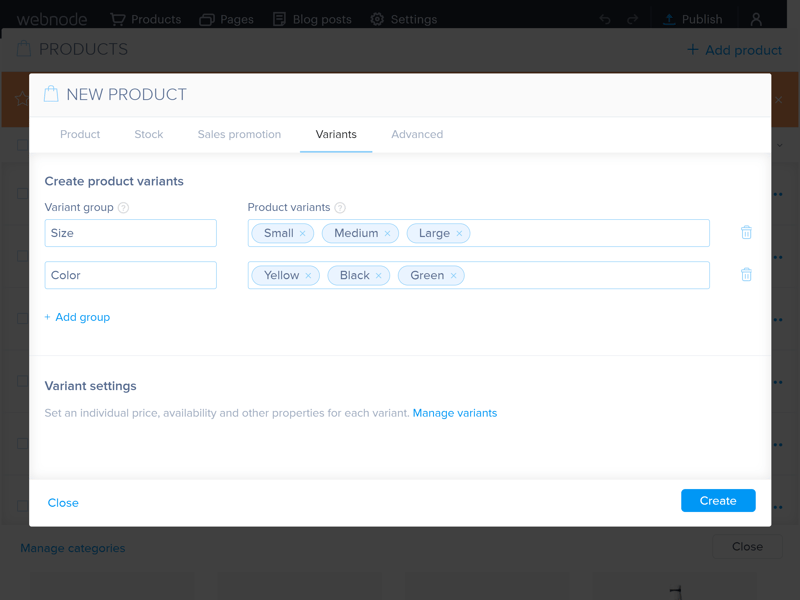 webnode Products Pages Blog posts Settings Publish
PRODUCTS + Add product
NEW PRODUCT
Product Stock Sales promotion Variants Advanced
Create product variants
Variant group ? Product variants ?
Size Small × Medium × Large ×
Color Yellow × Black × Green ×
+ Add group
Variant settings
Set an individual price, availability and other properties for each variant. Manage variants
Close Create
Manage categories Close